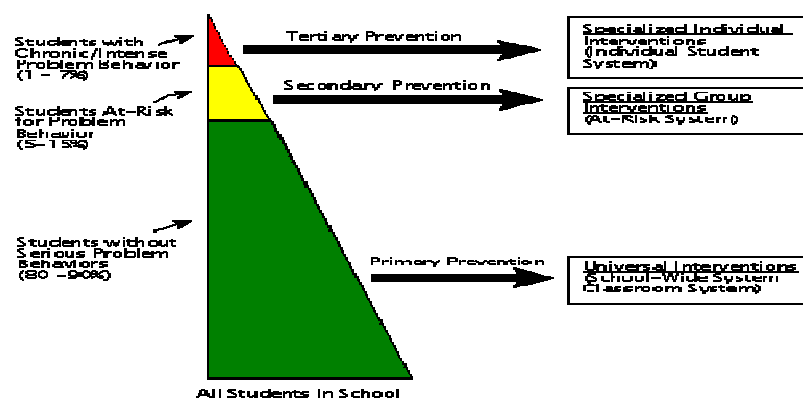 Students with
Chronic/Intense
Problem Behavior
(1 - 7%)
Tertiary Prevention
Specialized Individual
Interventions
(Individual Student
System)
Students At-Risk
for Problem
Behavior
(5-15%)
Secondary Prevention
Specialized Group
Interventions
(At-Risk System)
Students without
Serious Problem
Behaviors
(80 -90%)
Primary Prevention
Universal Interventions
(School-Wide System
Classroom System)
All Students in School